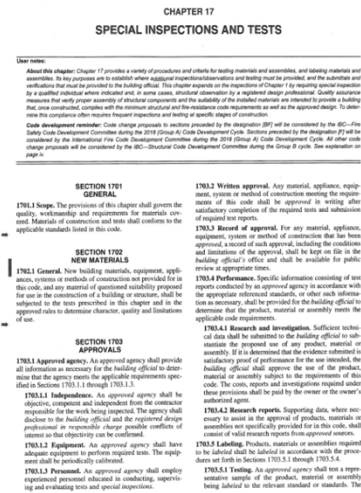 CHAPTER 17
SPECIAL INSPECTIONS AND TESTS
User notes:
About this chapter: Chapter 17 provides a variety of procedures and criteria for testing materials and assemblies, and labeling materials and
assemblies. Its key purposes are to establish where additional inspections/observations and testing must be provided, and the submittals and
verifications that must be provided to the building official. This chapter expands on the inspections of Chapter 1 by requiring special inspection
by a qualified individual where indicated and, in some cases, structural observation by a registered design professional. Quality assurance
measures that verify proper assembly of structural components and the suitability of the installed materials are intended to provide a building
that, once constructed, complies with the minimum structural and fire-resistance code requirements as well as the approved design. To deter-
mine this compliance often requires frequent inspections and testing at specific stages of construction.
Code development reminder: Code change proposals to sections preceded by the designation [BF] will be considered by the IBC—Fire
Safety Code Development Committee during the 2018 (Group A) Code Development Cycle. Sections preceded by the designation [F] will be
considered by the International Fire Code Development Committee during the 2018 (Group A) Code Development Cycle. All other code
change proposals will be considered by the IBC—Structural Code Development Committee during the Group B cycle. See explanation on
page iv.
SECTION 1701
GENERAL
1701.1 Scope. The provisions of this chapter shall govern the
quality, workmanship and requirements for materials cov-
ered. Materials of construction and tests shall conform to the
applicable standards listed in this code.
SECTION 1702
NEW MATERIALS
1702.1 General. New building materials, equipment, appli-
ances, systems or methods of construction not provided for in
this code, and any material of questioned suitability proposed
for use in the construction of a building or structure, shall be
subjected to the tests prescribed in this chapter and in the
approved rules to determine character, quality and limitations
of use.
SECTION 1703
APPROVALS
1703.1 Approved agency. An approved agency shall provide
all information as necessary for the building official to deter-
mine that the agency meets the applicable requirements spec-
ified in Sections 1703.1.1 through 1703.1.3.
1703.1.1 Independence. An approved agency shall be
objective, competent and independent from the contractor
responsible for the work being inspected. The agency shall
disclose to the building official and the registered design
professional in responsible charge possible conflicts of
interest so that objectivity can be confirmed.
1703.1.2 Equipment. An approved agency shall have
adequate equipment to perform required tests. The equip-
ment shall be periodically calibrated.
1703.1.3 Personnel. An approved agency shall employ
experienced personnel educated in conducting, supervis-
ing and evaluating tests and special inspections.
1703.2 Written approval. Any material, appliance, equip-
ment, system or method of construction meeting the require-
ments of this code shall be approved in writing after
satisfactory completion of the required tests and submission
of required test reports.
1703.3 Record of approval. For any material, appliance,
equipment, system or method of construction that has been
approved, a record of such approval, including the conditions
and limitations of the approval, shall be kept on file in the
building official's office and shall be available for public
review at appropriate times.
1703.4 Performance. Specific information consisting of test
reports conducted by an approved agency in accordance with
the appropriate referenced standards, or other such informa-
tion as necessary, shall be provided for the building official to
determine that the product, material or assembly meets the
applicable code requirements.
1703.4.1 Research and investigation. Sufficient techni-
cal data shall be submitted to the building official to sub-
stantiate the proposed use of any product, material or
assembly. If it is determined that the evidence submitted is
satisfactory proof of performance for the use intended, the
building official shall approve the use of the product,
material or assembly subject to the requirements of this
code. The costs, reports and investigations required under
these provisions shall be paid by the owner or the owner's
authorized agent.
1703.4.2 Research reports. Supporting data, where nec-
essary to assist in the approval of products, materials or
assemblies not specifically provided for in this code, shall
consist of valid research reports from approved sources.
1703.5 Labeling. Products, materials or assemblies required
to be labeled shall be labeled in accordance with the proce-
dures set forth in Sections 1703.5.1 through 1703.5.4.
1703.5.1 Testing. An approved agency shall test a repre-
sentative sample of the product, material or assembly
being labeled to the relevant standard or standards. The